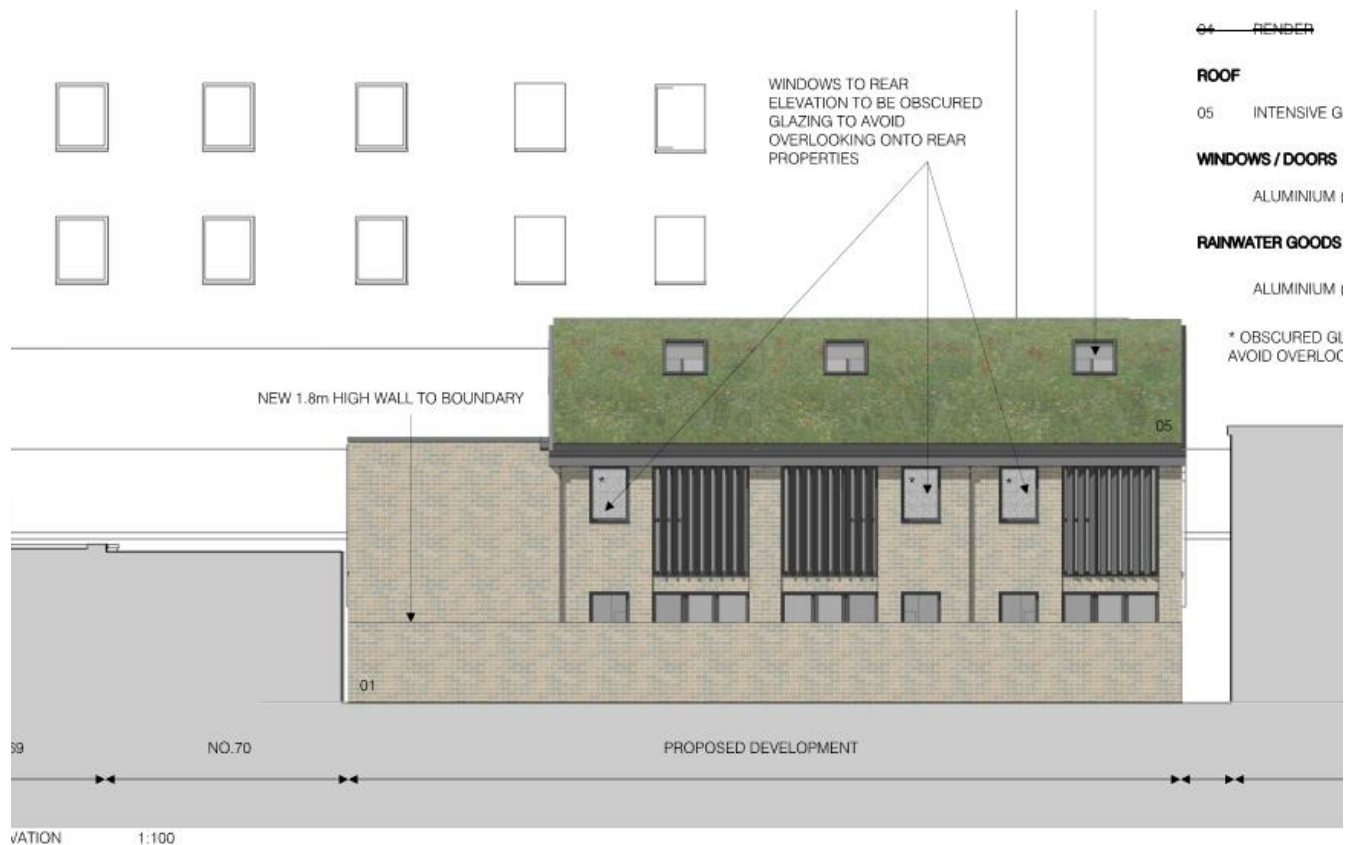 04 RENDER
ROOF
05 INTENSIVE G
WINDOWS / DOORS
ALUMINIUM (
RAINWATER GOODS
ALUMINIUM (
* OBSCURED GL
AVOID OVERLOO
WINDOWS TO REAR
ELEVATION TO BE OBSCURED
GLAZING TO AVOID
OVERLOOKING ONTO REAR
PROPERTIES
NEW 1.8m HIGH WALL TO BOUNDARY
05
* * *
01
69 NO.70 PROPOSED DEVELOPMENT
VATION 1:100